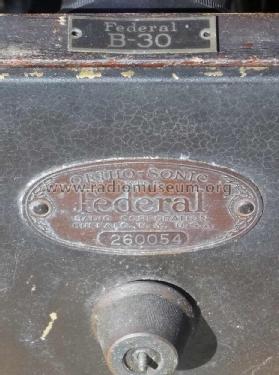 Federal
B-30
ORTHO-SONIC
www.radiomuseum.org
Federal
RADIO CORPORATION
BUFFALO, N.Y. U.S.A.
260054